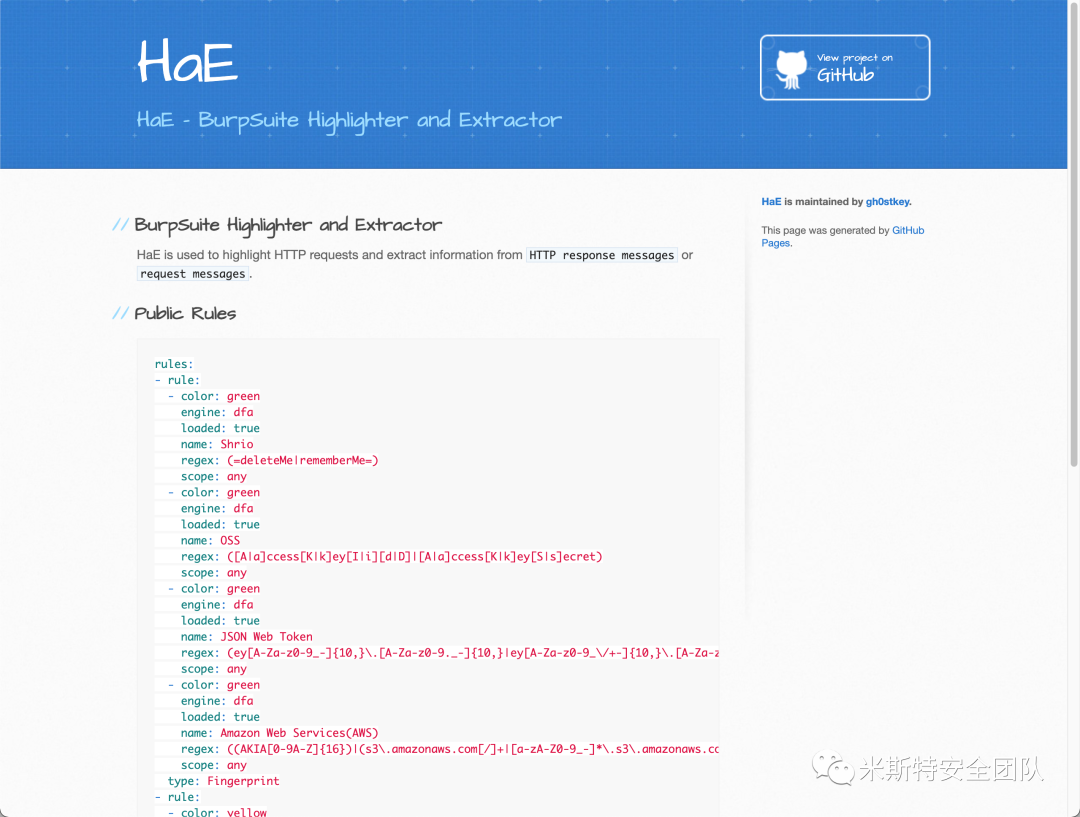 HaE
HaE - BurpSuite Highlighter and Extractor
View project on
GitHub
// BurpSuite Highlighter and Extractor
HaE is used to highlight HTTP requests and extract information from HTTP response messages or
request messages.
// Public Rules
rules:
- rule:
  - color: green
    engine: dfa
    loaded: true
    name: Shrio
    regex: (=deleteMe|rememberMe=)
    scope: any
  - color: green
    engine: dfa
    loaded: true
    name: OSS
    regex: ([A|a]ccess[K|k]ey[I|i][d|D]|[A|a]ccess[K|k]ey[S|s]ecret)
    scope: any
  - color: green
    engine: dfa
    loaded: true
    name: JSON Web Token
    regex: (ey[A-Za-z0-9_-]{10,}\.[A-Za-z0-9._-]{10,}|ey[A-Za-z0-9_\/+-]{10,}\.[A-Za-z
    scope: any
  - color: green
    engine: dfa
    loaded: true
    name: Amazon Web Services(AWS)
    regex: ((AKIA[0-9A-Z]{16})|(s3\.amazonaws.com[/]+|[a-zA-Z0-9_-]*\.s3\.amazonaws.co
    scope: any
  type: Fingerprint
- rule:
  - color: yellow
HaE is maintained by gh0stkey.
This page was generated by GitHub
Pages.
米斯特安全团队